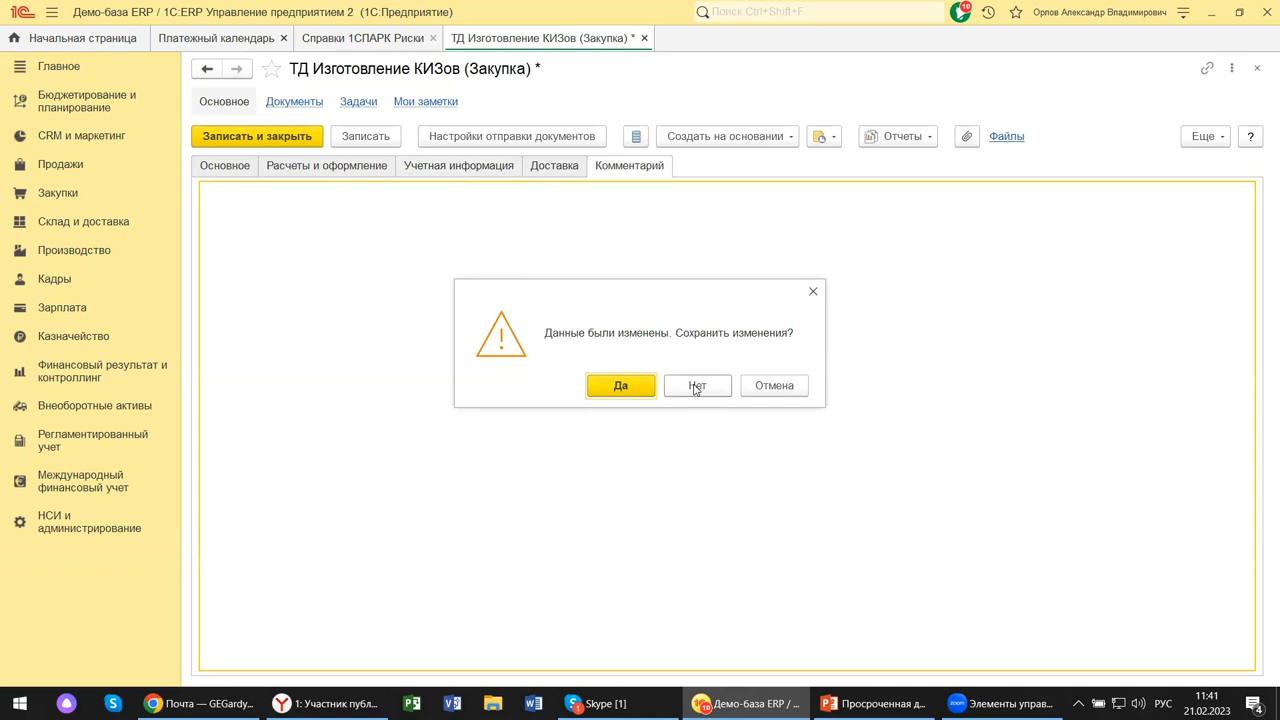 Демо-база ERP / 1С:ERP Управление предприятием 2 (1С:Предприятие)
Поиск Ctrl+Shift+F
10
Орлов Александр Владимирович
Начальная страница
Платежный календарь ×
Справки 1СПАРК Риски ×
ТД Изготовление КИЗов (Закупка) * ×
Главное
Бюджетирование и
планирование
CRM и маркетинг
Продажи
Закупки
Склад и доставка
Производство
Кадры
Зарплата
Казначейство
Финансовый результат и
контроллинг
Внеоборотные активы
Регламентированный
учет
Международный
финансовый учет
НСИ и
администрирование
ТД Изготовление КИЗов (Закупка) *
Основное
Документы
Задачи
Мои заметки
Записать и закрыть
Записать
Настройки отправки документов
Создать на основании
Отчеты
Файлы
Еще
?
Основное
Расчеты и оформление
Учетная информация
Доставка
Комментарий
Данные были изменены. Сохранить изменения?
Да
Нет
Отмена
Почта — GEGardy...
1: Участник публ...
Skype [1]
Демо-база ERP / ...
Просроченная д...
Элементы управ...
РУС
11:41
21.02.2023
4